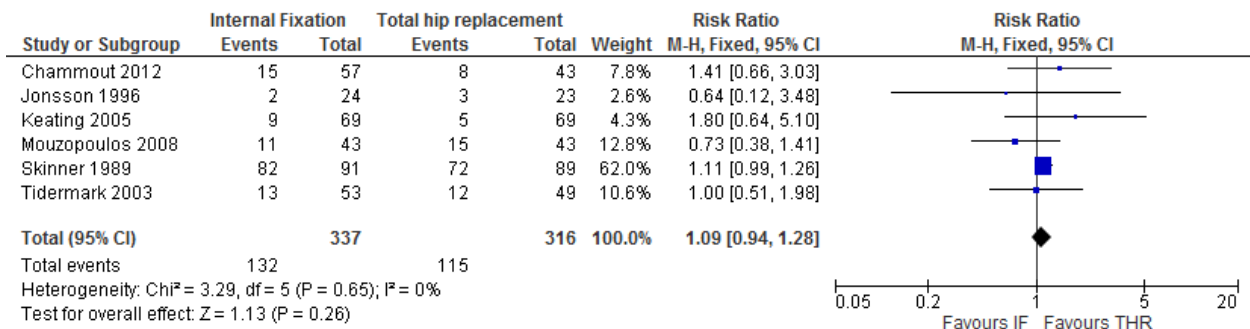 Internal Fixation Total hip replacement Risk Ratio Risk Ratio
Study or Subgroup Events Total Events Total Weight M-H, Fixed, 95% CI M-H, Fixed, 95% CI
Chammout 2012 15 57 8 43 7.8% 1.41 [0.66, 3.03]
Jonsson 1996 2 24 3 23 2.6% 0.64 [0.12, 3.48]
Keating 2005 9 69 5 69 4.3% 1.80 [0.64, 5.10]
Mouzopoulos 2008 11 43 15 43 12.8% 0.73 [0.38, 1.41]
Skinner 1989 82 91 72 89 62.0% 1.11 [0.99, 1.26]
Tidermark 2003 13 53 12 49 10.6% 1.00 [0.51, 1.98]
Total (95% CI) 337 316 100.0% 1.09 [0.94, 1.28]
Total events 132 115
Heterogeneity: Chi² = 3.29, df = 5 (P = 0.65); I² = 0%
Test for overall effect: Z = 1.13 (P = 0.26)
0.05 0.2 1 5 20
Favours IF Favours THR